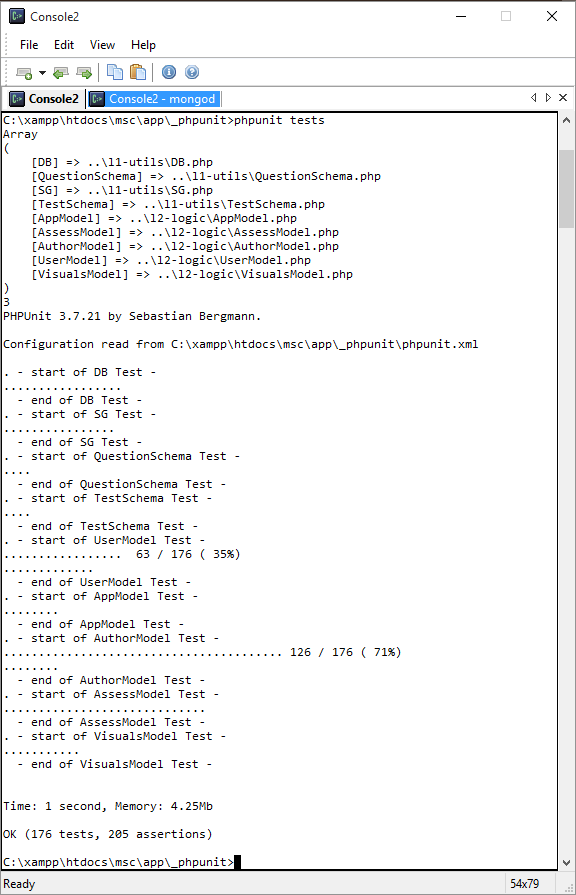 Console2
File Edit View Help
Console2 Console2 - mongod
C:\xampp\htdocs\msc\app\_phpunit>phpunit tests
Array
(
    [DB] => ..\l1-utils\DB.php
    [QuestionSchema] => ..\l1-utils\QuestionSchema.php
    [SG] => ..\l1-utils\SG.php
    [TestSchema] => ..\l1-utils\TestSchema.php
    [AppModel] => ..\l2-logic\AppModel.php
    [AssessModel] => ..\l2-logic\AssessModel.php
    [AuthorModel] => ..\l2-logic\AuthorModel.php
    [UserModel] => ..\l2-logic\UserModel.php
    [VisualsModel] => ..\l2-logic\VisualsModel.php
)
3
PHPUnit 3.7.21 by Sebastian Bergmann.
Configuration read from C:\xampp\htdocs\msc\app\_phpunit\phpunit.xml
. - start of DB Test -
.................
  - end of DB Test -
. - start of SG Test -
................
  - end of SG Test -
. - start of QuestionSchema Test -
....
  - end of QuestionSchema Test -
. - start of TestSchema Test -
....
  - end of TestSchema Test -
. - start of UserModel Test -
.................  63 / 176 ( 35%)
.............
  - end of UserModel Test -
. - start of AppModel Test -
........
  - end of AppModel Test -
. - start of AuthorModel Test -
........................................ 126 / 176 ( 71%)
........
  - end of AuthorModel Test -
. - start of AssessModel Test -
.............................
  - end of AssessModel Test -
. - start of VisualsModel Test -
...........
  - end of VisualsModel Test -
Time: 1 second, Memory: 4.25Mb
OK (176 tests, 205 assertions)
C:\xampp\htdocs\msc\app\_phpunit>
Ready 54x79